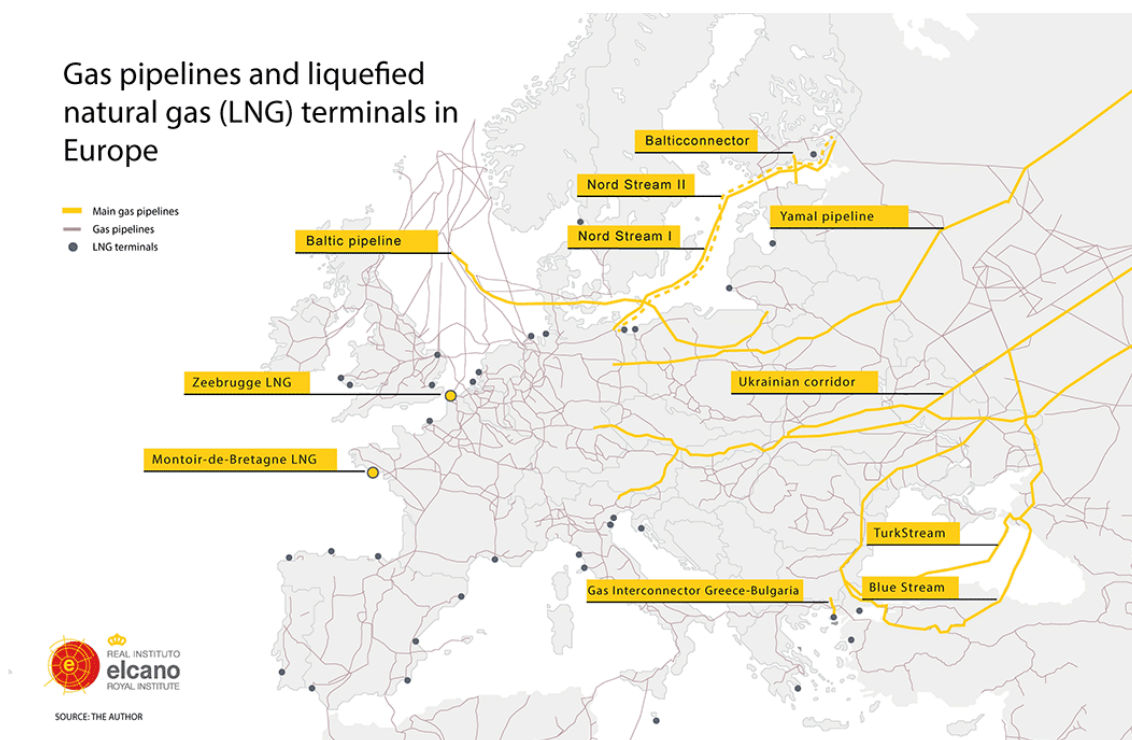 Gas pipelines and liquefied
natural gas (LNG) terminals in
Europe
Main gas pipelines
Gas pipelines
LNG terminals
Balticconnector
Nord Stream II
Yamal pipeline
Nord Stream I
Baltic pipeline
Zeebrugge LNG
Ukrainian corridor
Montoir-de-Bretagne LNG
TurkStream
Blue Stream
Gas Interconnector Greece-Bulgaria
e
REAL INSTITUTO
elcano
ROYAL INSTITUTE
SOURCE: THE AUTHOR